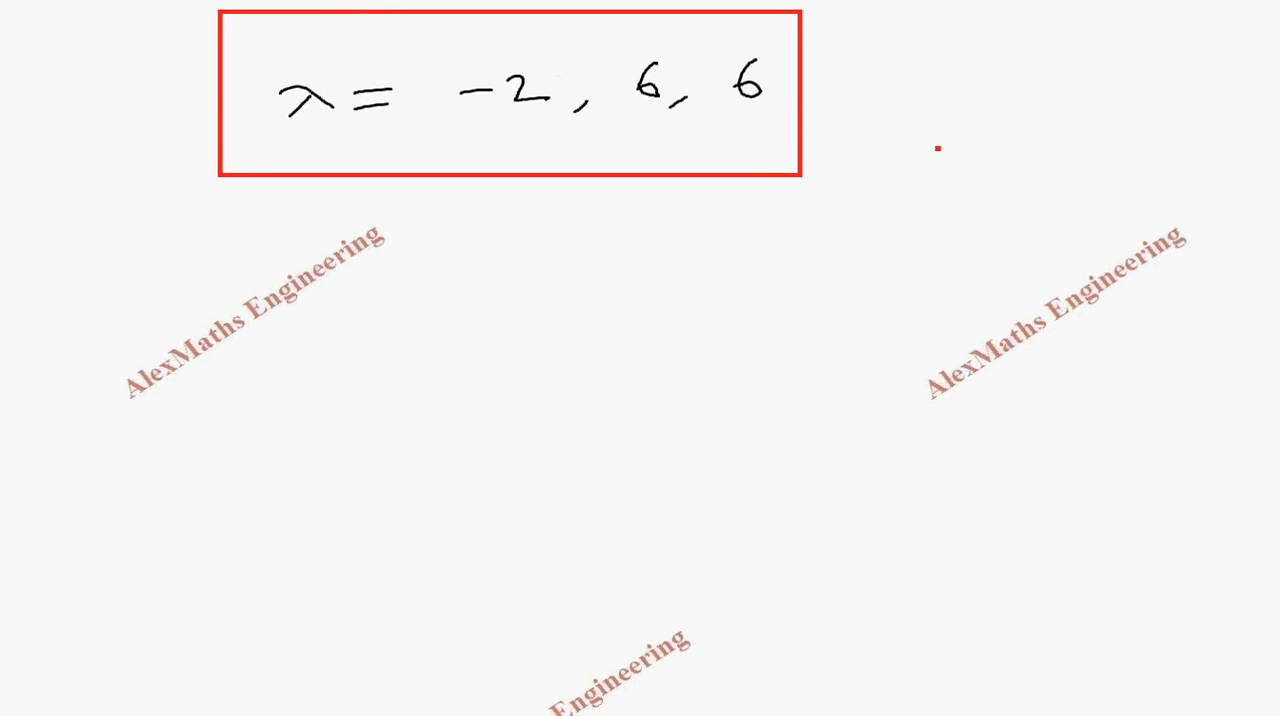 λ = -2, 6, 6
AlexMaths Engineering
AlexMaths Engineering
Engineering